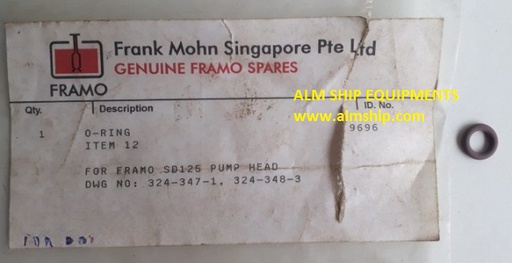 Frank Mohn Singapore Pte Ltd
GENUINE FRAMO SPARES
FRAMO
ALM SHIP EQUIPMENTS
www.almship.com
Qty. Description ID. No.
1 O-RING 9696
ITEM 12
FOR FRAMO SD125 PUMP HEAD
DWG NO: 324-347-1, 324-348-3